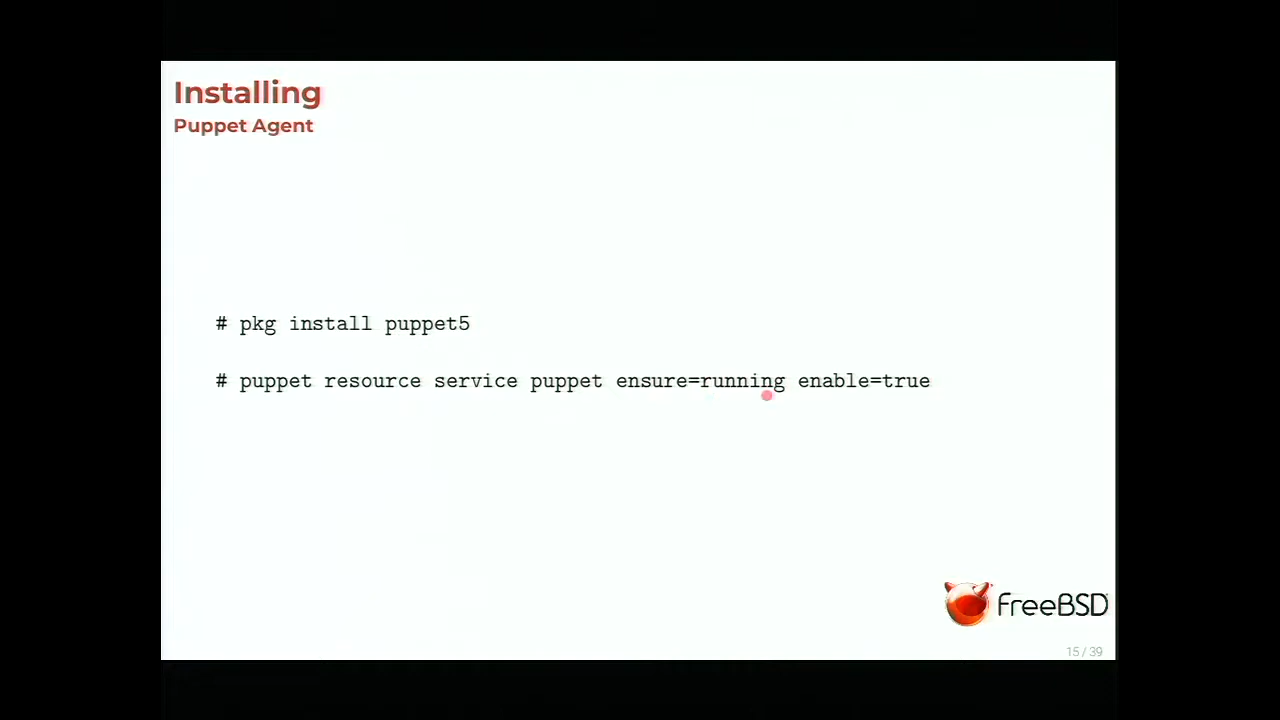 Installing
Puppet Agent
# pkg install puppet5
# puppet resource service puppet ensure=running enable=true
FreeBSD
15 / 39